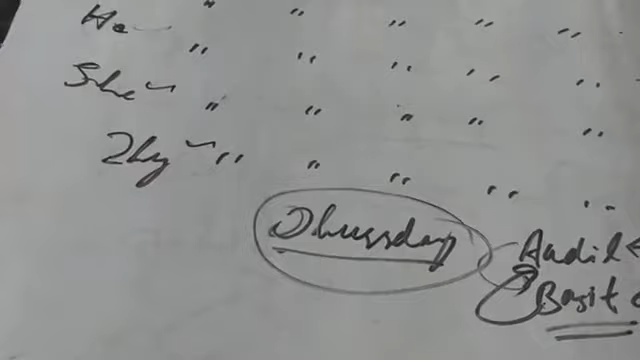 He " " " " "
She " " " " "
They " " " " "
" " " " "
Thursday
Aadil
Basit